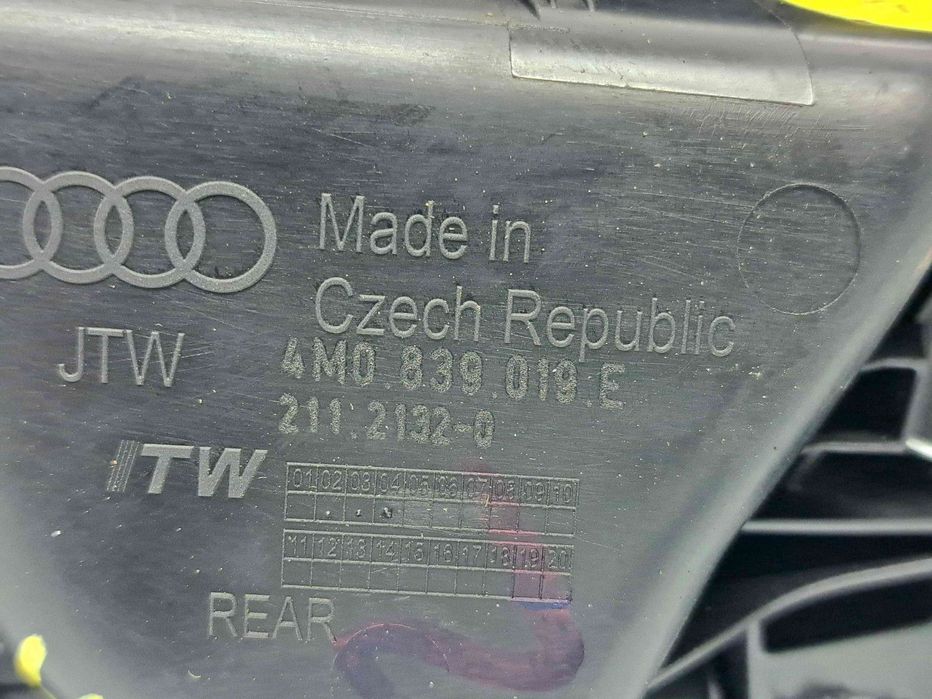 Made in
Czech Republic
JTW
4M0.839.019.E
211.2132-0
ITW
01 02 03 04 05 06 07 08 09 10
11 12 13 14 15 16 17 18 19 20
REAR